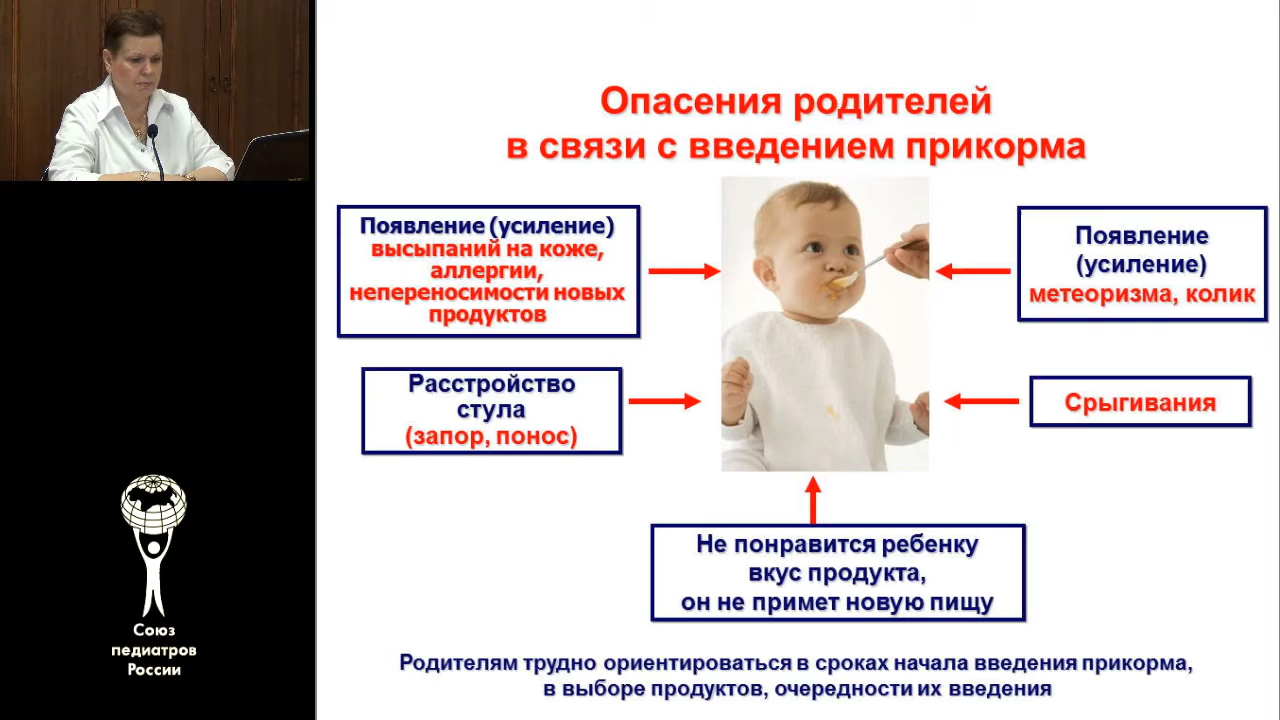 Опасения родителей
в связи с введением прикорма
Появление (усиление)
высыпаний на коже,
аллергии,
непереносимости новых
продуктов
Появление
(усиление)
метеоризма, колик
Расстройство
стула
(запор, понос)
Срыгивания
Не понравится ребенку
вкус продукта,
он не примет новую пищу
Родителям трудно ориентироваться в сроках начала введения прикорма,
в выборе продуктов, очередности их введения
Союз
педиатров
России